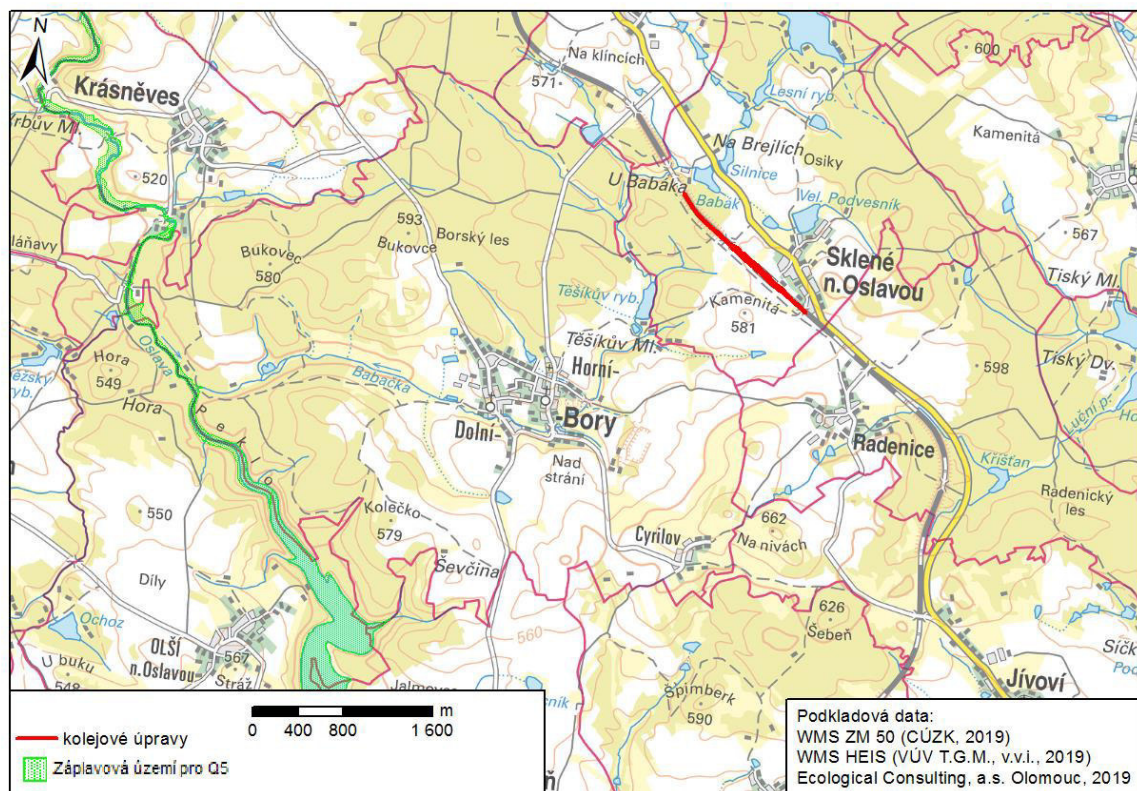 N
Krásněves
520
593
Bukovec
580
Bukovce
Borský les
Na klíncích
571
600
Lesní ryb.
Kamenitá
Na Brejlích
Osiky
Silnice
U Babáka
Babák
Vel. Podvesník
567
Sklené
n.Oslavou
Tiský Ml.
Těšíkův ryb.
Kamenitá
581
Těšíkův Ml.
Hora
549
Oslava
Babačka
Horní-
598
Tiský Dv.
Hora
Peklo
-Bory
Dolní-
Luční p.
Radenice
Křišťan
Nad
stráni
550
Kolečko
579
662
Radenický
les
Cyrilov
Na nivách
Ševčina
Díly
626
Šebeň
Ochoz
560
OLŠÍ
n.Oslavou
567
U buku
Stráž
548
Jívoví
Špimberk
590
kolejové úpravy
Záplavová území pro Q5
m
0 400 800 1 600
Podkladová data:
WMS ZM 50 (ČÚZK, 2019)
WMS HEIS (VÚV T.G.M., v.v.i., 2019)
Ecological Consulting, a.s. Olomouc, 2019